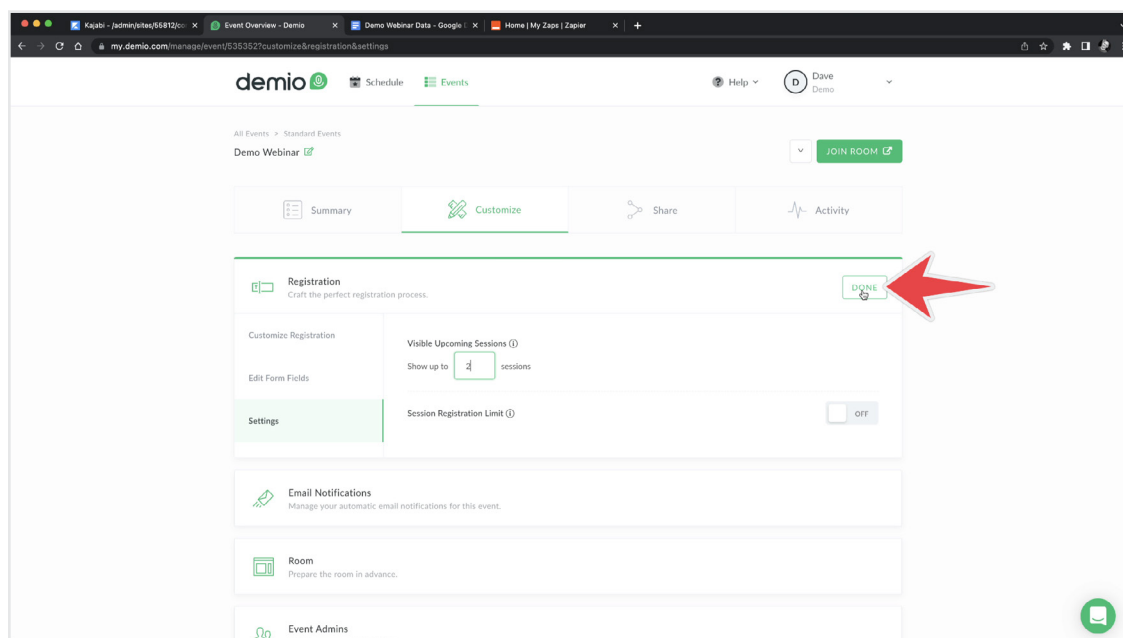 Kajabi - /admin/sites/55812/co
Event Overview - Demio
Demo Webinar Data - Google
Home | My Zaps | Zapier
my.demio.com/manage/event/535352?customize&registration&settings
demio
Schedule
Events
Help
D
Dave
Demo
All Events > Standard Events
Demo Webinar
JOIN ROOM
Summary
Customize
Share
Activity
Registration
Craft the perfect registration process.
DONE
Customize Registration
Edit Form Fields
Settings
Visible Upcoming Sessions
Show up to 2 sessions
Session Registration Limit
OFF
Email Notifications
Manage your automatic email notifications for this event.
Room
Prepare the room in advance.
Event Admins